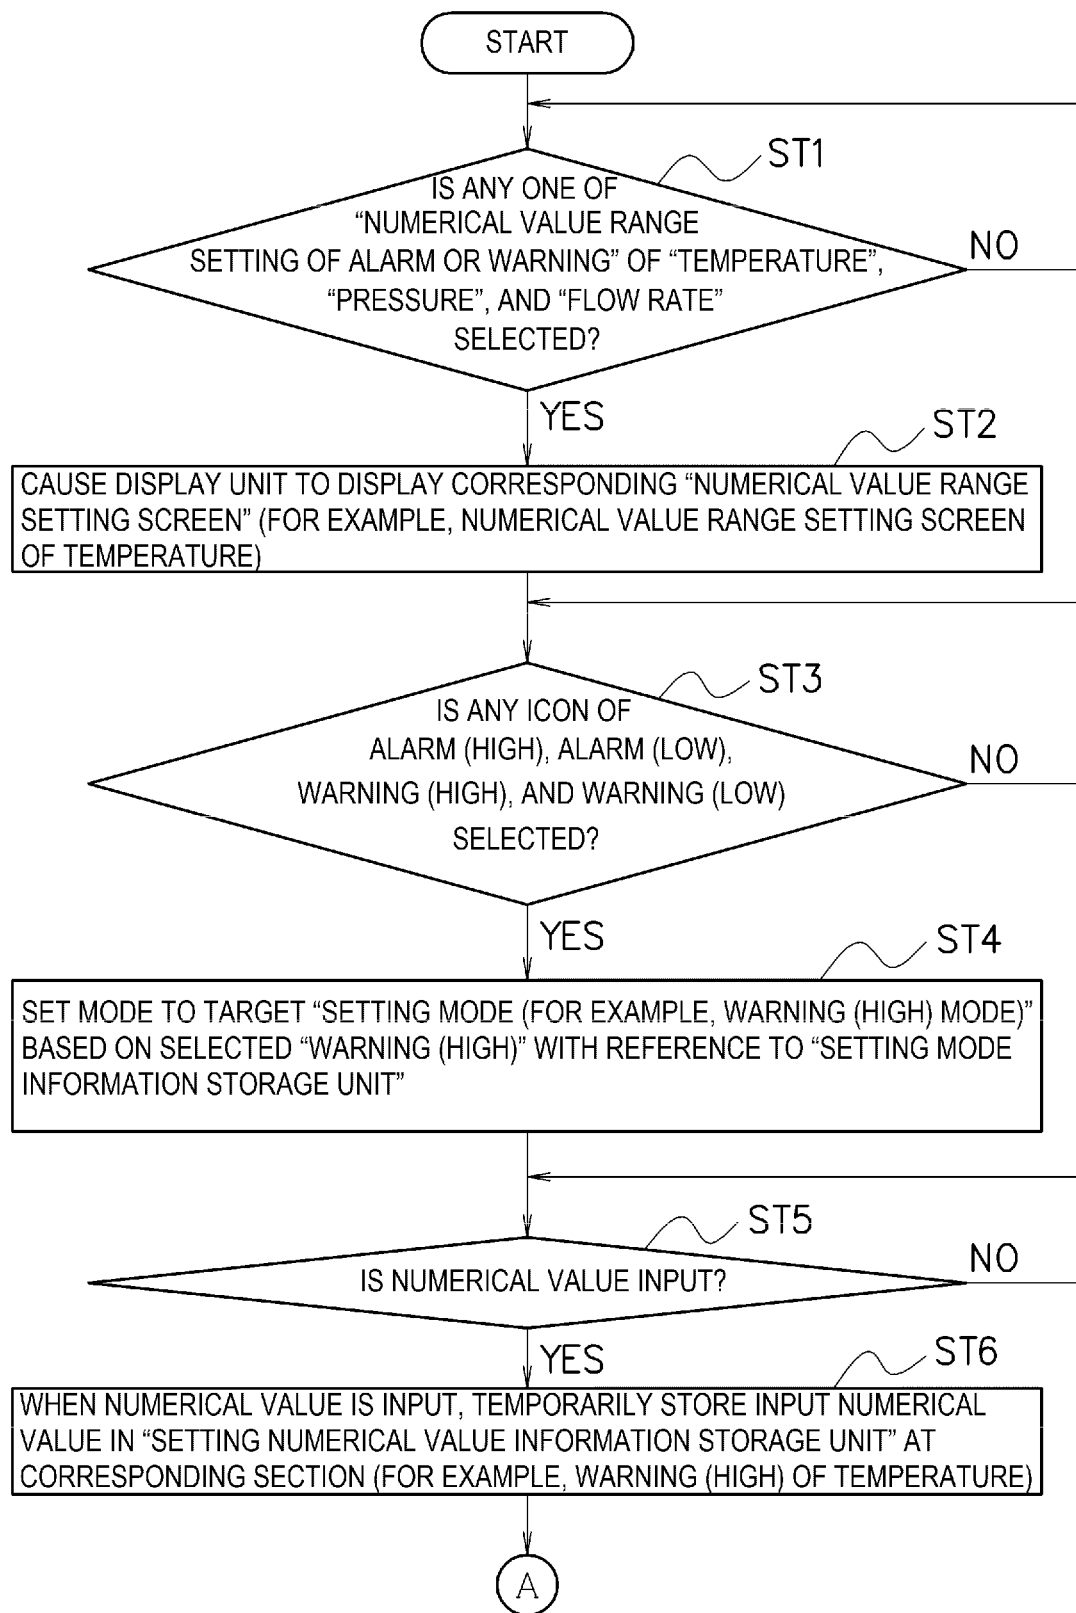 START
ST1
IS ANY ONE OF
“NUMERICAL VALUE RANGE
SETTING OF ALARM OR WARNING” OF “TEMPERATURE”,
“PRESSURE”, AND “FLOW RATE”
SELECTED?
NO
YES
ST2
CAUSE DISPLAY UNIT TO DISPLAY CORRESPONDING “NUMERICAL VALUE RANGE
SETTING SCREEN” (FOR EXAMPLE, NUMERICAL VALUE RANGE SETTING SCREEN
OF TEMPERATURE)
ST3
IS ANY ICON OF
ALARM (HIGH), ALARM (LOW),
WARNING (HIGH), AND WARNING (LOW)
SELECTED?
NO
YES
ST4
SET MODE TO TARGET “SETTING MODE (FOR EXAMPLE, WARNING (HIGH) MODE)”
BASED ON SELECTED “WARNING (HIGH)” WITH REFERENCE TO “SETTING MODE
INFORMATION STORAGE UNIT”
ST5
IS NUMERICAL VALUE INPUT?
NO
YES
ST6
WHEN NUMERICAL VALUE IS INPUT, TEMPORARILY STORE INPUT NUMERICAL
VALUE IN “SETTING NUMERICAL VALUE INFORMATION STORAGE UNIT” AT
CORRESPONDING SECTION (FOR EXAMPLE, WARNING (HIGH) OF TEMPERATURE)
A